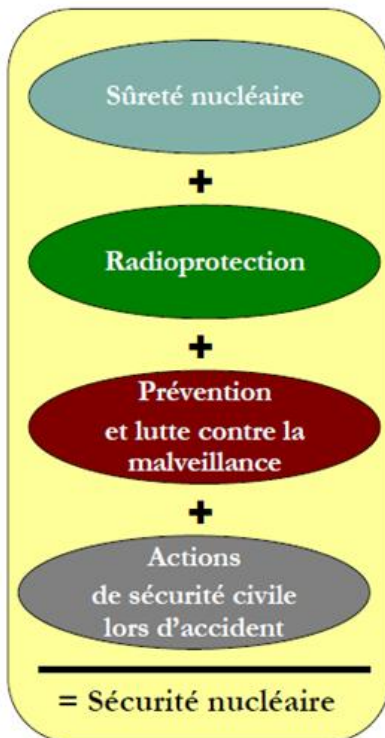 Sûreté nucléaire
+
Radioprotection
+
Prévention
et lutte contre la
malveillance
+
Actions
de sécurité civile
lors d'accident
= Sécurité nucléaire